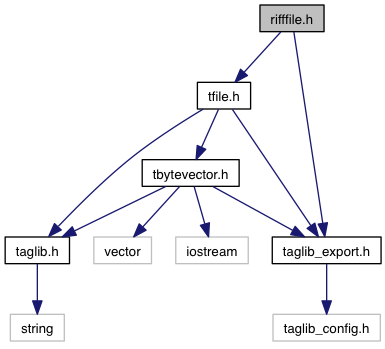 rifffile.h
tfile.h
tbytevector.h
taglib.h
vector
iostream
taglib_export.h
string
taglib_config.h